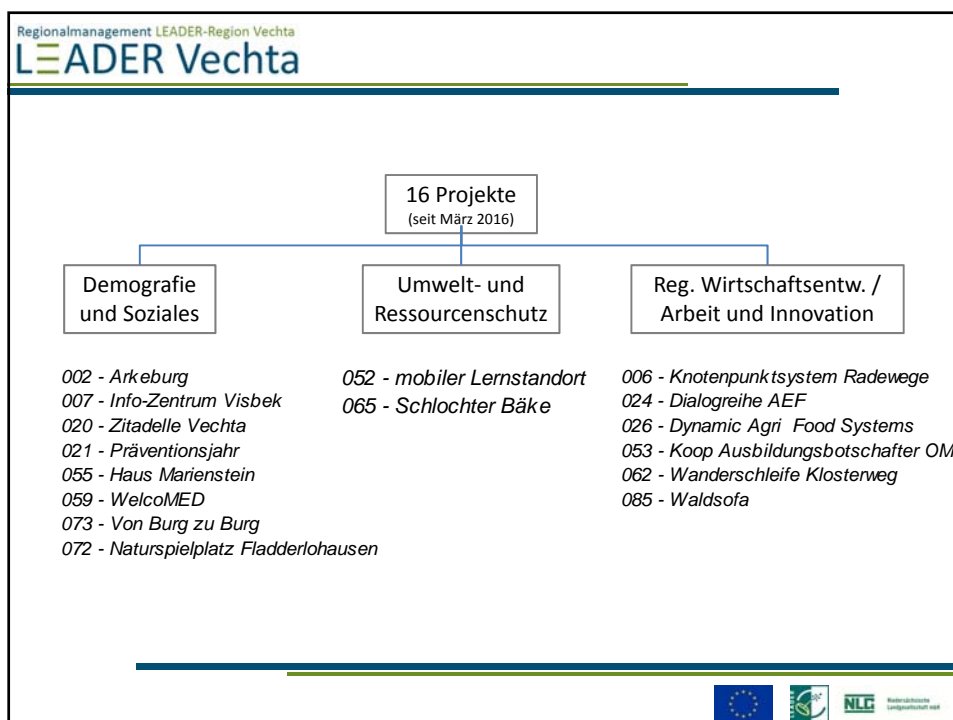 Regionalmanagement LEADER-Region Vechta
LEADER Vechta
16 Projekte
(seit März 2016)
Demografie
und Soziales
002 - Arkeburg
007 - Info-Zentrum Visbek
020 - Zitadelle Vechta
021 - Präventionsjahr
055 - Haus Marienstein
059 - WelcoMED
073 - Von Burg zu Burg
072 - Naturspielplatz Fladderlohausen
Umwelt- und
Ressourcenschutz
052 - mobiler Lernstandort
065 - Schlochter Bäke
Reg. Wirtschaftsentw. /
Arbeit und Innovation
006 - Knotenpunktsystem Radewege
024 - Dialogreihe AEF
026 - Dynamic Agri Food Systems
053 - Koop Ausbildungsbotschafter OM
062 - Wanderschleife Klosterweg
085 - Waldsofa
NLG
Niedersächsische
Landgesellschaft mbH